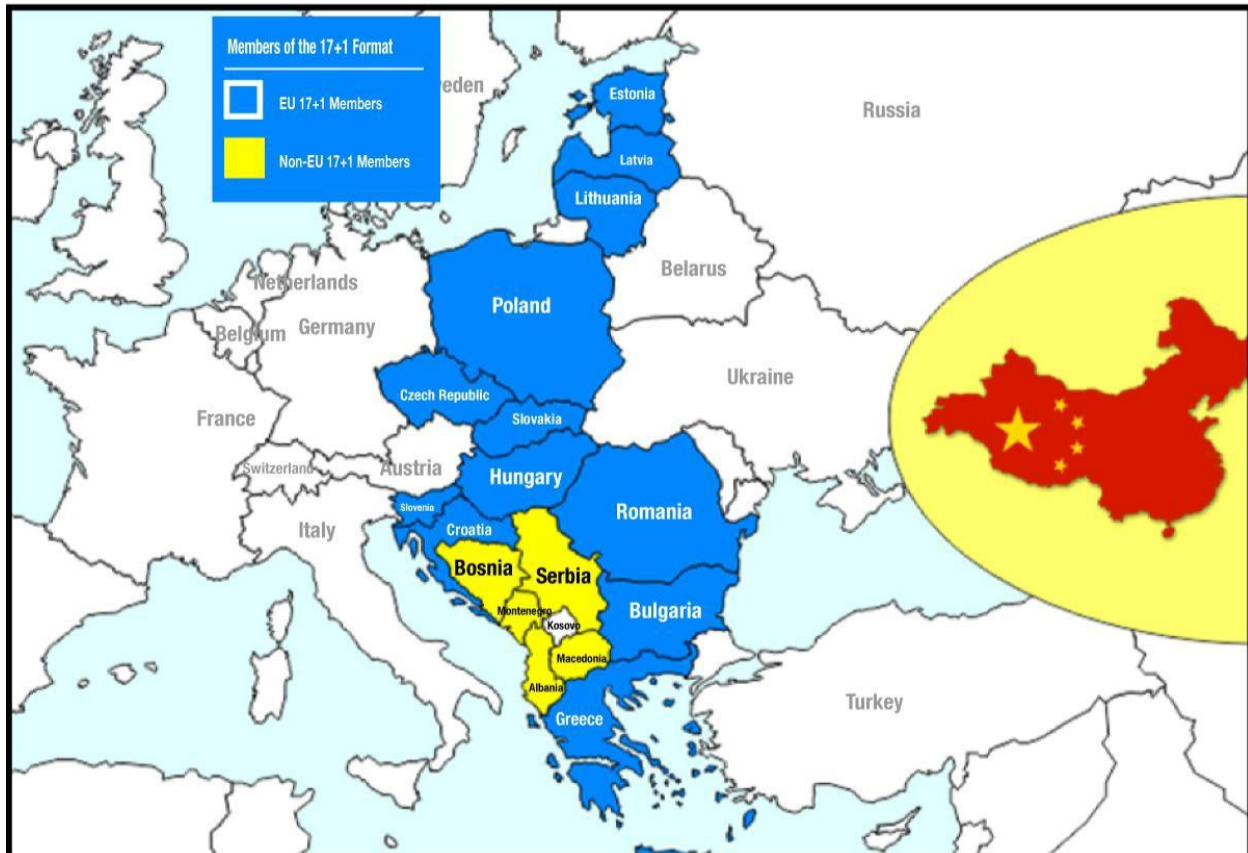 Members of the 17+1 Format
EU 17+1 Members
Non-EU 17+1 Members
eden
Estonia
Russia
Latvia
Lithuania
Belarus
Netherlands
Poland
Belgium
Germany
Ukraine
Czech Republic
France
Slovakia
Switzerland
Austria
Hungary
Slovenia
Romania
Italy
Croatia
Bosnia
Serbia
Montenegro
Kosovo
Bulgaria
Macedonia
Albania
Greece
Turkey